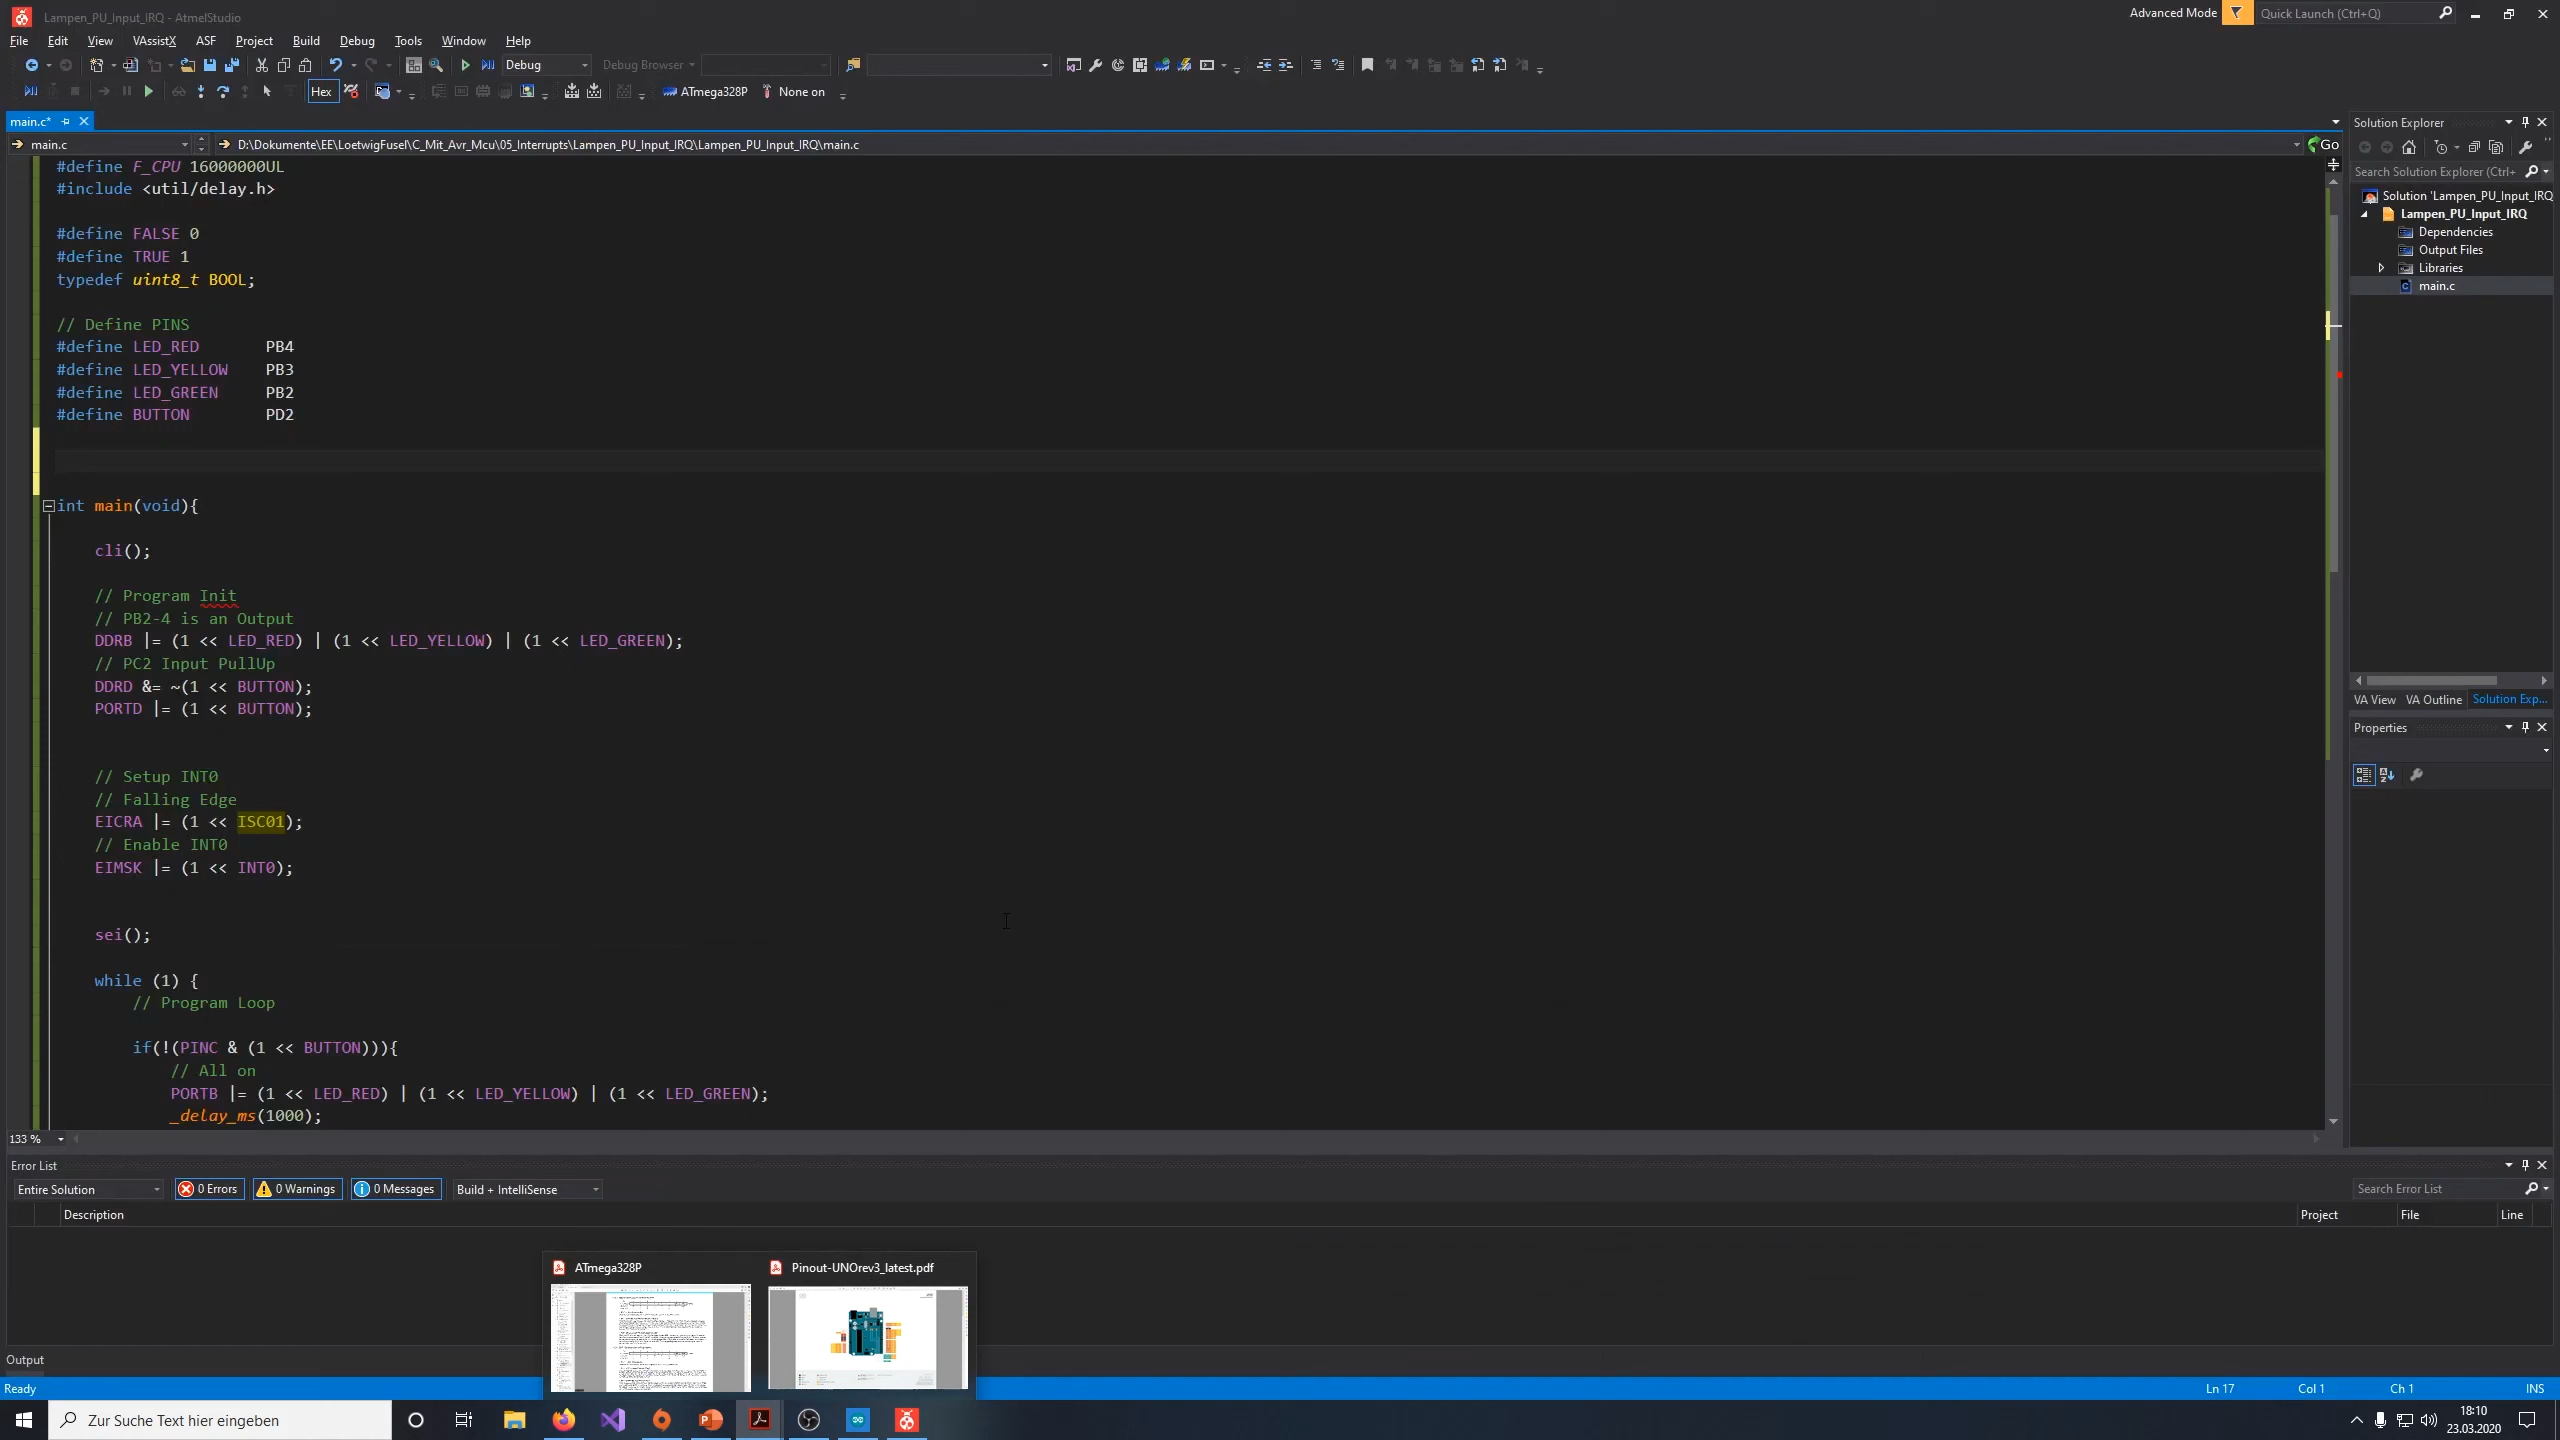 Lampen_PU_Input_IRQ - AtmelStudio
Advanced Mode
Quick Launch (Ctrl+Q)
File Edit View VAssistX ASF Project Build Debug Tools Window Help
Debug
Debug Browser
Hex
ATmega328P
None on
main.c*
main.c
D:\Dokumente\EE\LoetwigFusel\C_Mit_Avr_Mcu\05_Interrupts\Lampen_PU_Input_IRQ\Lampen_PU_Input_IRQ\main.c
Go
#define F_CPU 16000000UL
#include <util/delay.h>
#define FALSE 0
#define TRUE 1
typedef uint8_t BOOL;
// Define PINS
#define LED_RED PB4
#define LED_YELLOW PB3
#define LED_GREEN PB2
#define BUTTON PD2
int main(void){
cli();
// Program Init
// PB2-4 is an Output
DDRB |= (1 << LED_RED) | (1 << LED_YELLOW) | (1 << LED_GREEN);
// PC2 Input PullUp
DDRD &= ~(1 << BUTTON);
PORTD |= (1 << BUTTON);
// Setup INT0
// Falling Edge
EICRA |= (1 << ISC01);
// Enable INT0
EIMSK |= (1 << INT0);
sei();
while (1) {
// Program Loop
if(!(PINC & (1 << BUTTON))){
// All on
PORTB |= (1 << LED_RED) | (1 << LED_YELLOW) | (1 << LED_GREEN);
_delay_ms(1000);
133 %
Solution Explorer
Search Solution Explorer (Ctrl+
Solution 'Lampen_PU_Input_IRQ
Lampen_PU_Input_IRQ
Dependencies
Output Files
Libraries
main.c
VA View VA Outline Solution Exp...
Properties
Error List
Entire Solution
0 Errors
0 Warnings
0 Messages
Build + IntelliSense
Search Error List
Description Project File Line
ATmega328P
Pinout-UNOrev3_latest.pdf
Output
Ready
Ln 17 Col 1 Ch 1 INS
Zur Suche Text hier eingeben
18:10
23.03.2020